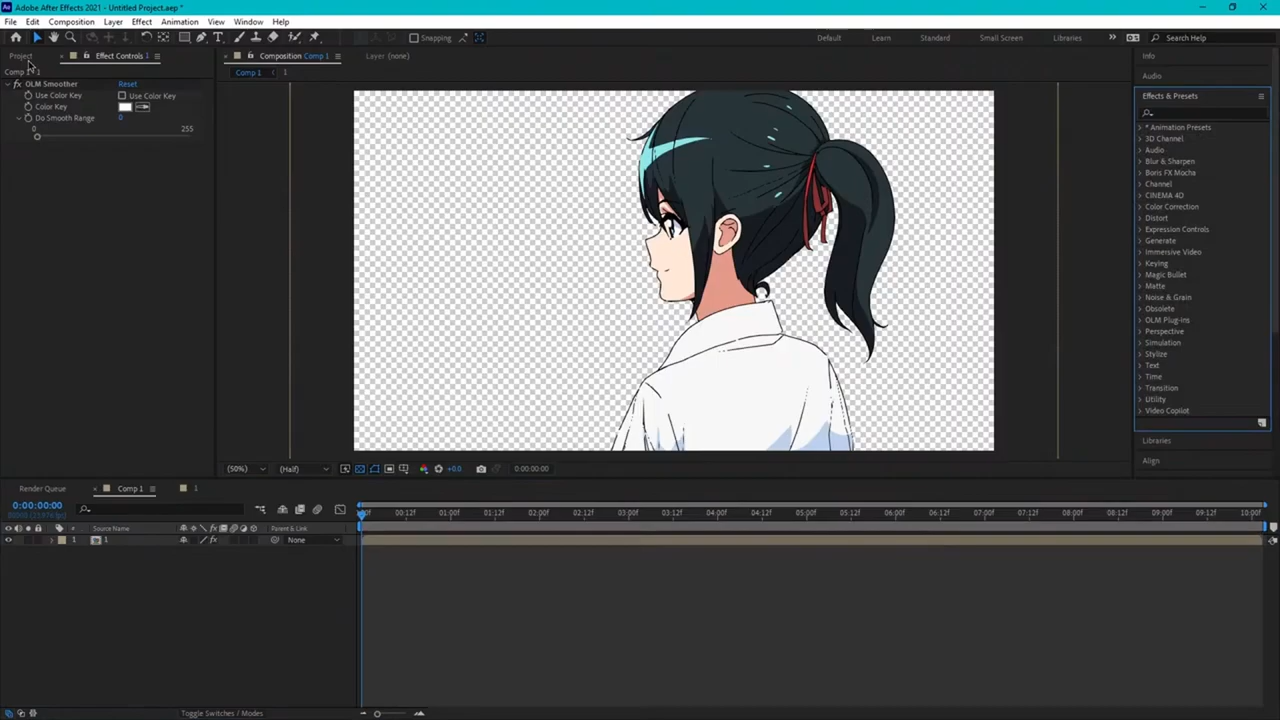 Adobe After Effects 2021 - Untitled Project.aep *
File Edit Composition Layer Animation View Window Help
Effect
Snapping
Default Learn Standard Small Screen Libraries
Search Help
Project
Effect Controls 1
Composition Comp 1
Layer (none)
Comp 1
1
OLM Smoother Reset
Use Color Key Use Color Key
Color Key
Do Smooth Range 0
0 255
Info
Audio
Effects & Presets
* Animation Presets
3D Channel
Audio
Blur & Sharpen
Boris FX Mocha
Channel
CINEMA 4D
Color Correction
Distort
Expression Controls
Generate
Immersive Video
Keying
Magic Bullet
Matte
Noise & Grain
Obsolete
OLM Plug-ins
Perspective
Simulation
Stylize
Text
Time
Transition
Utility
Video Copilot
Libraries
Align
(50%) (Half) +0.0 0:00:00:00
Render Queue Comp 1 1
0:00:00:00
Source Name Parent & Link
1 1 None
00:12f 01:00f 01:12f 02:00f 02:12f 03:00f 03:12f 04:00f 04:12f 05:00f 05:12f 06:00f 06:12f 07:00f 07:12f 08:00f 08:12f 09:00f 09:12f 10:00f
Toggle Switches / Modes